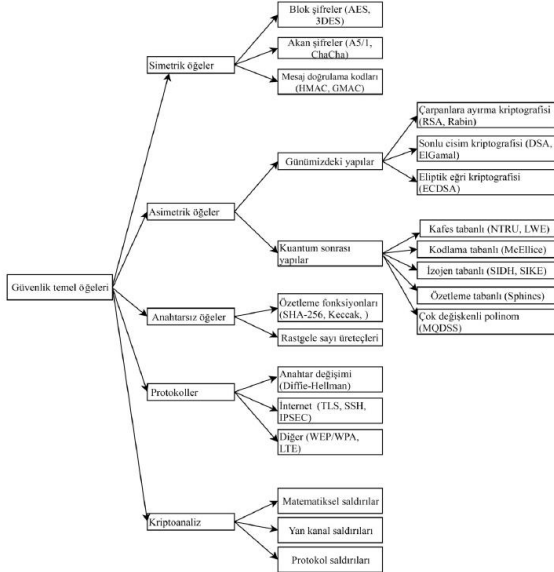 Güvenlik temel öğeleri
Simetrik öğeler
Blok şifreler (AES,
3DES)
Akan şifreler (A5/1,
ChaCha)
Mesaj doğrulama kodları
(HMAC, GMAC)
Asimetrik öğeler
Günümizdeki yapılar
Çarpanlara ayırma kriptografisi
(RSA, Rabin)
Sonlu cisim kriptografisi (DSA,
ElGamal)
Eliptik eğri kriptografisi
(ECDSA)
Kuantum sonrası
yapılar
Kafes tabanlı (NTRU, LWE)
Kodlama tabanlı (McEllice)
İzojen tabanlı (SIDH, SIKE)
Özetleme tabanlı (Sphincs)
Çok değişkenli polinom
(MQDSS)
Anahtarsız öğeler
Özetleme fonksiyonları
(SHA-256, Keccak, )
Rastgele sayı üreteçleri
Protokoller
Anahtar değişimi
(Diffie-Hellman)
İnternet (TLS, SSH,
IPSEC)
Diğer (WEP/WPA,
LTE)
Kriptoanaliz
Matematiksel saldırılar
Yan kanal saldırıları
Protokol saldırıları